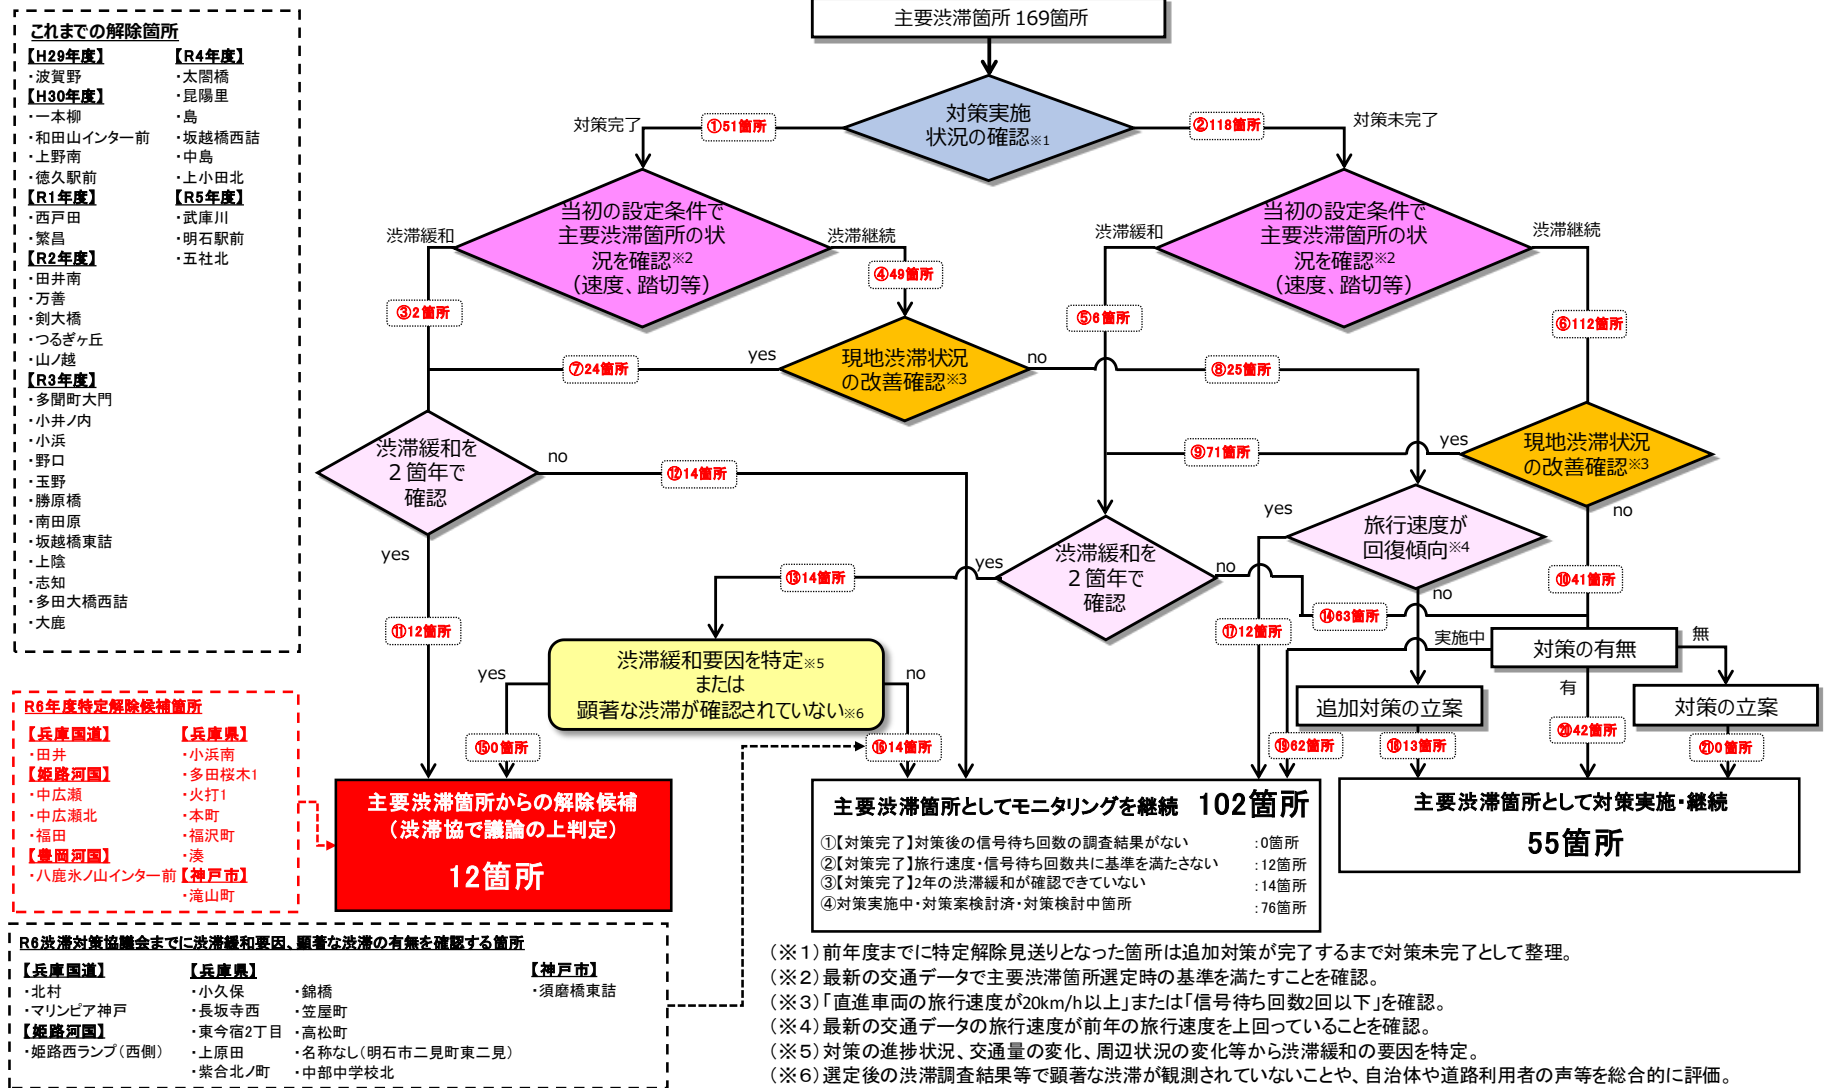 これまでの解除箇所
【H29年度】
・波賀野
【H30年度】
・一本柳
・和田山インター前
・上野南
・徳久駅前
【R1年度】
・西戸田
・繁昌
【R2年度】
・田井南
・万善
・剣大橋
・つるぎヶ丘
・山ノ越
【R3年度】
・多聞町大門
・小井ノ内
・小浜
・野口
・玉野
・勝原橋
・南田原
・坂越橋東詰
・上陰
・志知
・多田大橋西詰
・大鹿
【R4年度】
・太閤橋
・昆陽里
・島
・坂越橋西詰
・中島
・上小田北
【R5年度】
・武庫川
・明石駅前
・五社北
主要渋滞箇所 169箇所
対策実施
状況の確認※1
対策完了
①51箇所
②118箇所
対策未完了
当初の設定条件で
主要渋滞箇所の状
況を確認※2
（速度、踏切等）
渋滞緩和
渋滞継続
③2箇所
④49箇所
当初の設定条件で
主要渋滞箇所の状
況を確認※2
（速度、踏切等）
渋滞緩和
渋滞継続
⑤6箇所
⑥112箇所
現地渋滞状況
の改善確認※3
yes
⑦24箇所
no
⑧25箇所
現地渋滞状況
の改善確認※3
yes
⑨71箇所
no
⑩41箇所
渋滞緩和を
２箇年で
確認
no
⑫14箇所
yes
⑪12箇所
旅行速度が
回復傾向※4
yes
⑰12箇所
no
渋滞緩和を
２箇年で
確認
yes
⑬14箇所
no
⑭63箇所
渋滞緩和要因を特定※5
または
顕著な渋滞が確認されていない※6
yes
⑮0箇所
no
⑯14箇所
対策の有無
実施中
無
有
追加対策の立案
対策の立案
⑲62箇所
⑱13箇所
⑳42箇所
㉑0箇所
R6年度特定解除候補箇所
【兵庫国道】
・田井
【姫路河国】
・中広瀬
・中広瀬北
・福田
【豊岡河国】
・八鹿氷ノ山インター前
【兵庫県】
・小浜南
・多田桜木1
・火打1
・本町
・福沢町
・湊
【神戸市】
・滝山町
主要渋滞箇所からの解除候補
（渋滞協で議論の上判定）
12箇所
主要渋滞箇所としてモニタリングを継続 102箇所
①【対策完了】対策後の信号待ち回数の調査結果がない :0箇所
②【対策完了】旅行速度・信号待ち回数共に基準を満たさない :12箇所
③【対策完了】2年の渋滞緩和が確認できていない :14箇所
④対策実施中・対策案検討済・対策検討中箇所 :76箇所
主要渋滞箇所として対策実施・継続
55箇所
R6渋滞対策協議会までに渋滞緩和要因、顕著な渋滞の有無を確認する箇所
【兵庫国道】
・北村
・マリンピア神戸
【姫路河国】
・姫路西ランプ（西側）
【兵庫県】
・小久保
・長坂寺西
・東今宿2丁目
・上原田
・紫合北ノ町
・錦橋
・笠屋町
・高松町
・名称なし（明石市二見町東二見）
・中部中学校北
【神戸市】
・須磨橋東詰
（※１）前年度までに特定解除見送りとなった箇所は追加対策が完了するまで対策未完了として整理。
（※２）最新の交通データで主要渋滞箇所選定時の基準を満たすことを確認。
（※３）「直進車両の旅行速度が20km/h以上」または「信号待ち回数2回以下」を確認。
（※４）最新の交通データの旅行速度が前年の旅行速度を上回っていることを確認。
（※５）対策の進捗状況、交通量の変化、周辺状況の変化等から渋滞緩和の要因を特定。
（※６）選定後の渋滞調査結果等で顕著な渋滞が観測されていないことや、自治体や道路利用者の声等を総合的に評価。